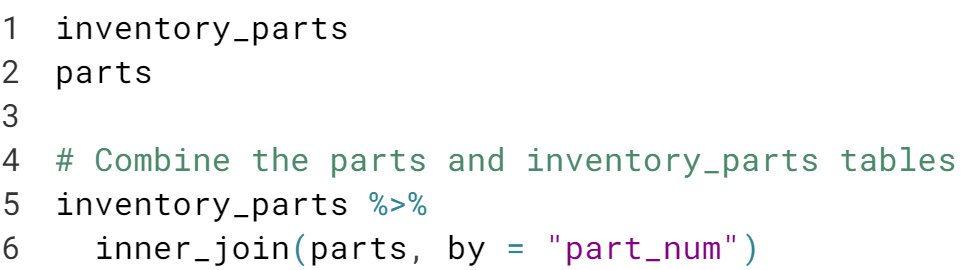 1 inventory_parts
2 parts
3
4 # Combine the parts and inventory_parts tables
5 inventory_parts %>%
6   inner_join(parts, by = "part_num")